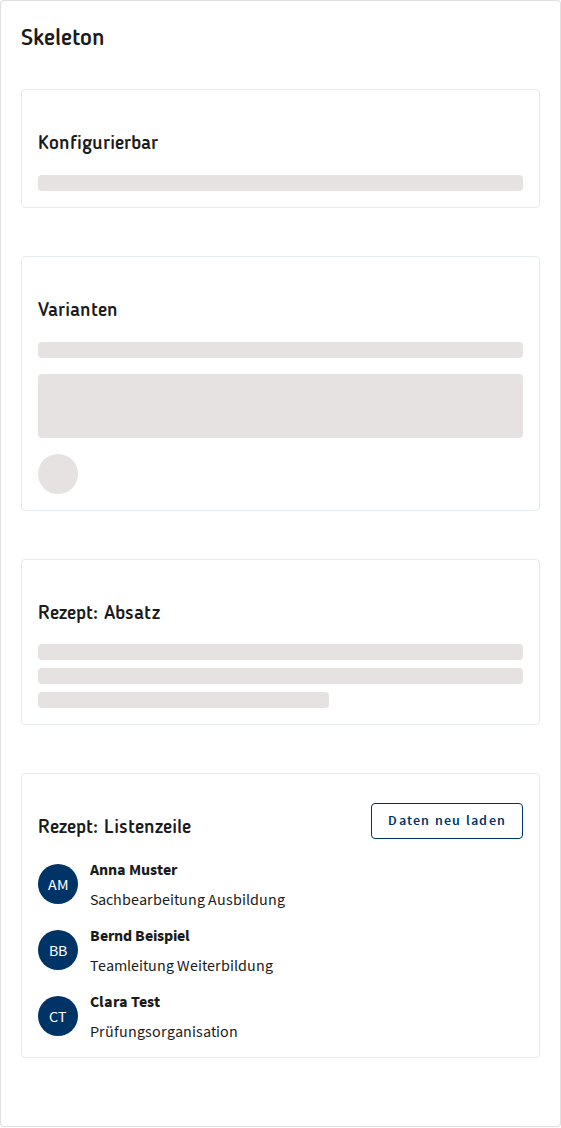 Skeleton
Konfigurierbar
Varianten
Rezept: Absatz
Rezept: Listenzeile
Daten neu laden
AM
Anna Muster
Sachbearbeitung Ausbildung
BB
Bernd Beispiel
Teamleitung Weiterbildung
CT
Clara Test
Prüfungsorganisation